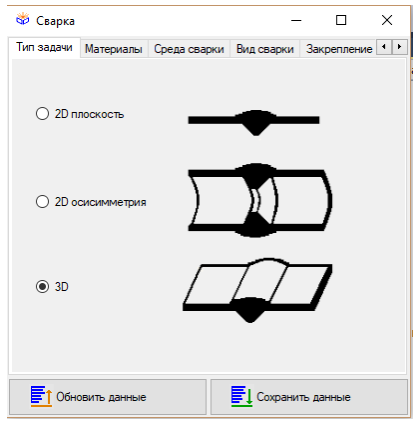 Сварка
Тип задачи Материалы Среда сварки Вид сварки Закрепление
2D плоскость
2D осисимметрия
3D
Обновить данные Сохранить данные